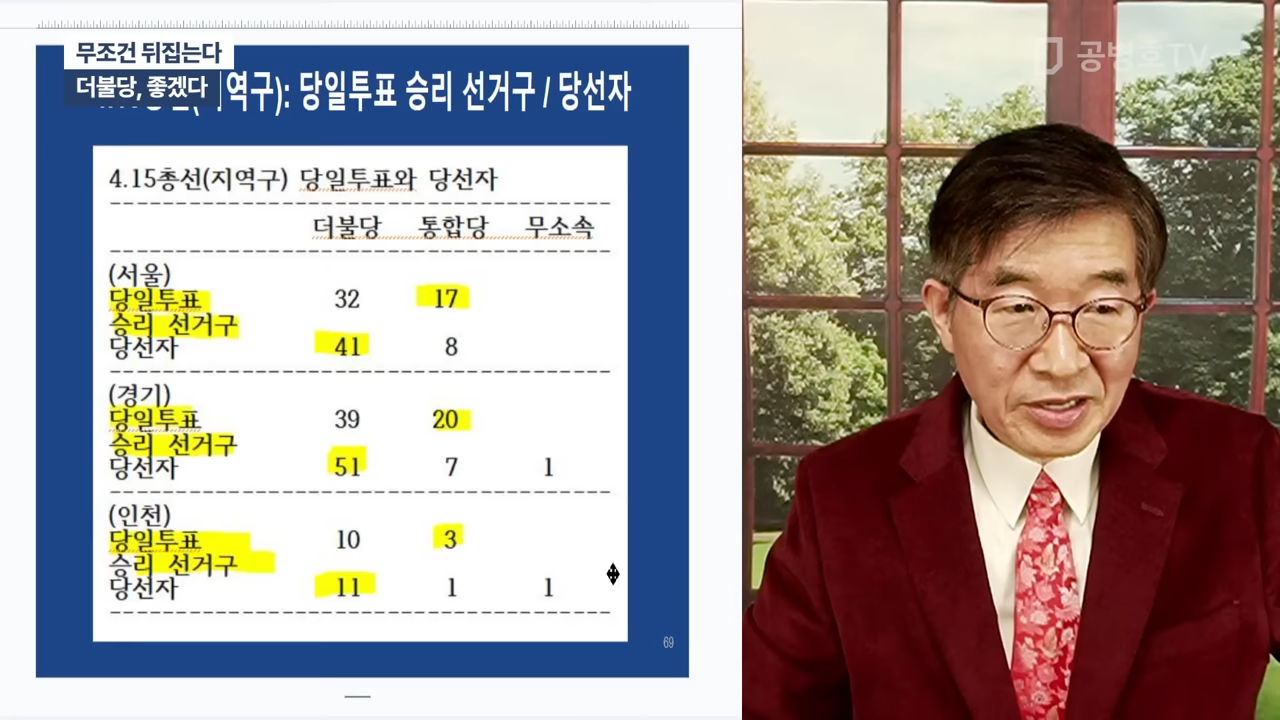 무조건 뒤집는다
더불당, 좋겠다
역구): 당일투표 승리 선거구 / 당선자
공병호TV
4.15총선(지역구) 당일투표와 당선자
더불당 통합당 무소속
(서울)
당일투표 32 17
승리 선거구
당선자 41 8
(경기)
당일투표 39 20
승리 선거구
당선자 51 7 1
(인천)
당일투표 10 3
승리 선거구
당선자 11 1 1
69